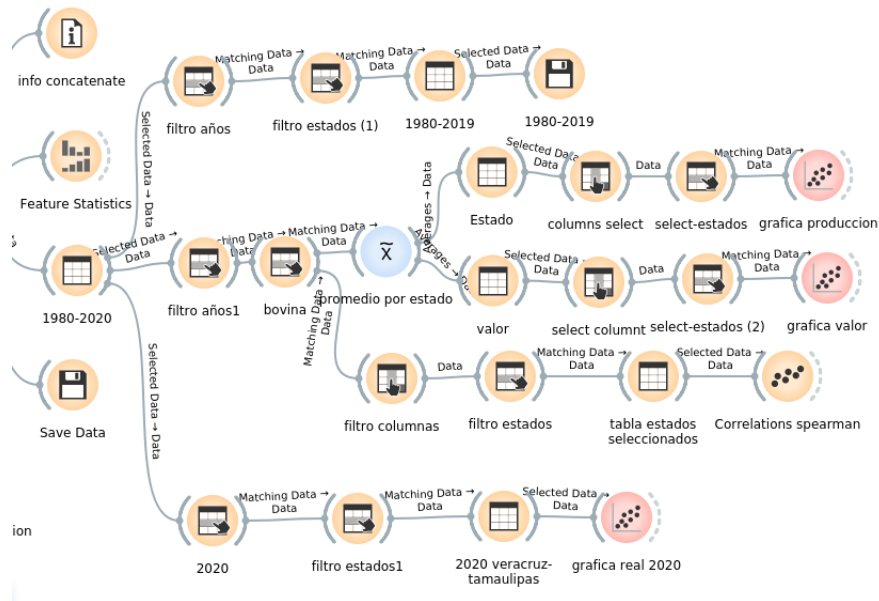 info concatenate
Matching Data → Data
Matching Data → Data
Selected Data → Data
filtro años
filtro estados (1)
1980-2019
1980-2019
Selected Data → Data
Feature Statistics
Averages → Data
Selected Data → Data
Data
Matching Data → Data
Estado
columns select
select-estados
grafica produccion
Selected Data → Data
Matching Data → Data
Matching Data → Data
1980-2020
filtro años1
bovina
promedio por estado
Averages → Data
Selected Data → Data
Data
Matching Data → Data
valor
select columnt
select-estados (2)
grafica valor
Matching Data → Data
Selected Data → Data
Save Data
Data
Matching Data → Data
Selected Data → Data
filtro columnas
filtro estados
tabla estados
seleccionados
Correlations spearman
ion
Matching Data → Data
Matching Data → Data
Selected Data → Data
2020
filtro estados1
2020 veracruz-
tamaulipas
grafica real 2020